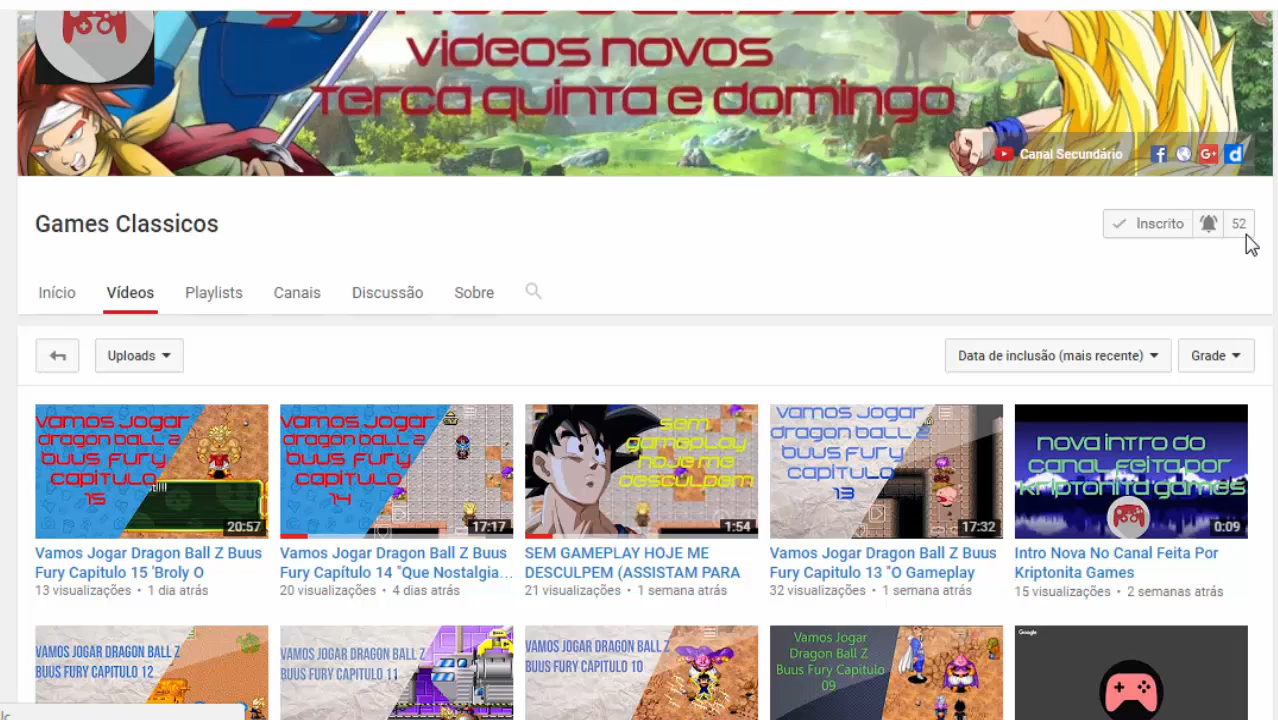 videos novos
Terca quinta e domingo
Canal Secundário
Games Classicos
Inscrito 52
Início Vídeos Playlists Canais Discussão Sobre
Uploads Data de inclusão (mais recente) Grade
Vamos Jogar
dragon ball z
buus fury
capitulo
15
20:57
Vamos Jogar Dragon Ball Z Buus
Fury Capitulo 15 'Broly O
13 visualizações • 1 dia atrás
Vamos Jogar
dragon ball z
buus fury
capitulo
14
17:17
Vamos Jogar Dragon Ball Z Buus
Fury Capítulo 14 "Que Nostalgia...
20 visualizações • 4 dias atrás
sem
gameplay
hoje me
desculpem
1:54
SEM GAMEPLAY HOJE ME
DESCULPEM (ASSISTAM PARA
21 visualizações • 1 semana atrás
Vamos Jogar
dragon ball z
buus fury
capitulo
13
17:32
Vamos Jogar Dragon Ball Z Buus
Fury Capitulo 13 "O Gameplay
32 visualizações • 1 semana atrás
nova intro do
canal feita por
kriptonita games
0:09
Intro Nova No Canal Feita Por
Kriptonita Games
15 visualizações • 2 semanas atrás
VAMOS JOGAR DRAGON BALL Z
BUUS FURY CAPITULO 12
VAMOS JOGAR DRAGON BALL Z
BUUS FURY CAPITULO 11
VAMOS JOGAR DRAGON BALL Z
BUUS FURY CAPITULO 10
Vamos Jogar
Dragon Ball Z
Buus Fury Capitulo
09
Google